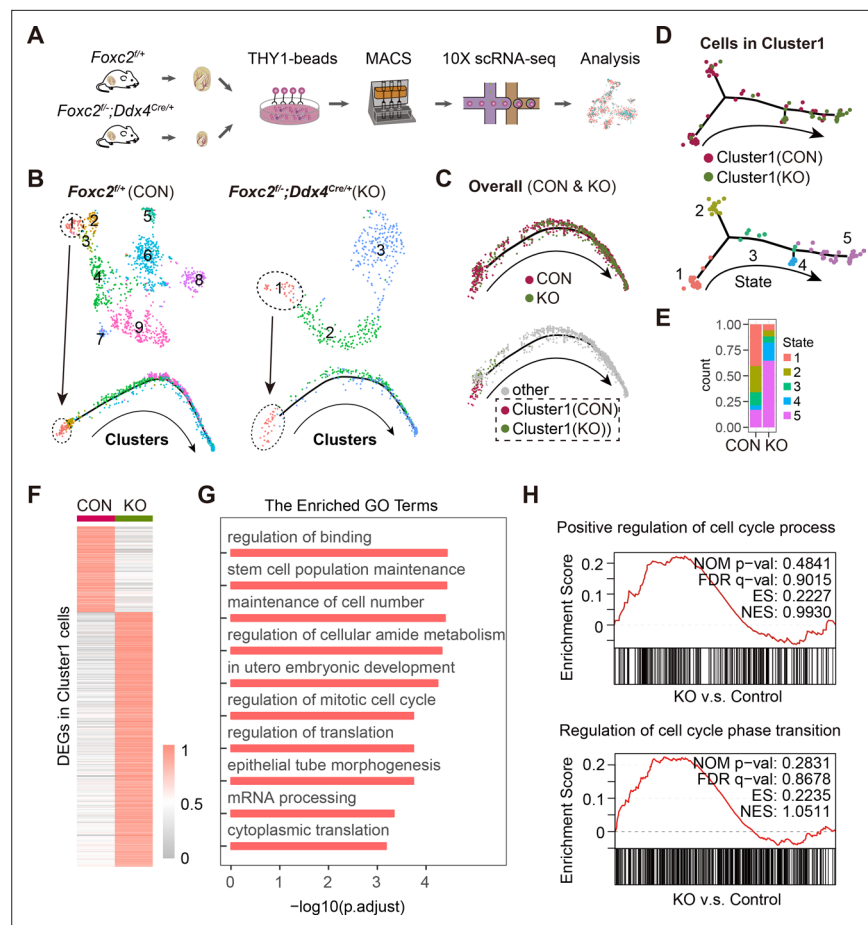 A
Foxc2f/+
Foxc2f/-;Ddx4Cre/+
THY1-beads
MACS
10X scRNA-seq
Analysis
B
Foxc2f/+ (CON)
Foxc2f/-;Ddx4Cre/+(KO)
1
2
3
4
5
6
7
8
9
Clusters
1
2
3
Clusters
C
Overall (CON & KO)
CON
KO
other
Cluster1(CON)
Cluster1(KO))
D
Cells in Cluster1
Cluster1(CON)
Cluster1(KO)
1
2
3
4
5
State
E
count
1.00
0.75
0.50
0.25
0.00
CON KO
State
1
2
3
4
5
F
CON KO
DEGs in Cluster1 cells
1
0.5
0
G
The Enriched GO Terms
regulation of binding
stem cell population maintenance
maintenance of cell number
regulation of cellular amide metabolism
in utero embryonic development
regulation of mitotic cell cycle
regulation of translation
epithelial tube morphogenesis
mRNA processing
cytoplasmic translation
0 1 2 3 4
−log10(p.adjust)
H
Positive regulation of cell cycle process
Enrichment Score
0.2
0.1
0
NOM p-val: 0.4841
FDR q-val: 0.9015
ES: 0.2227
NES: 0.9930
KO v.s. Control
Regulation of cell cycle phase transition
Enrichment Score
0.2
0.1
0
NOM p-val: 0.2831
FDR q-val: 0.8678
ES: 0.2235
NES: 1.0511
KO v.s. Control